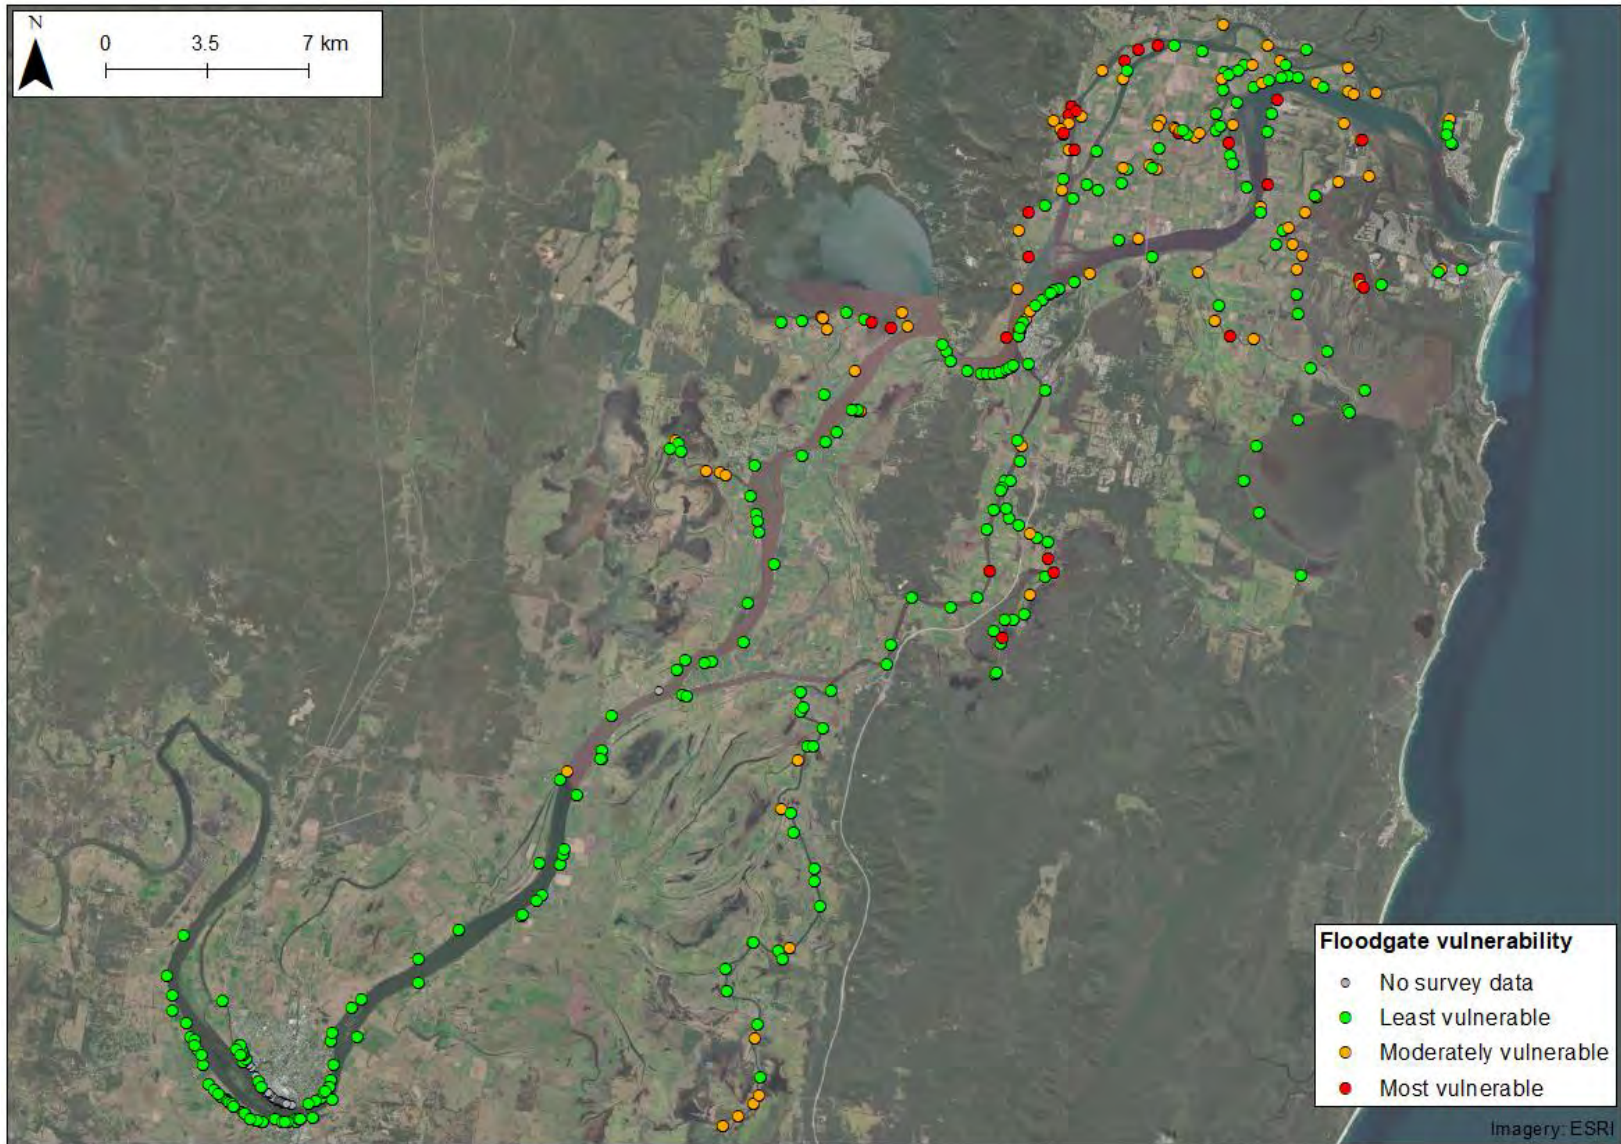 N
0 3.5 7 km
Floodgate vulnerability
No survey data
Least vulnerable
Moderately vulnerable
Most vulnerable
Imagery: ESRI